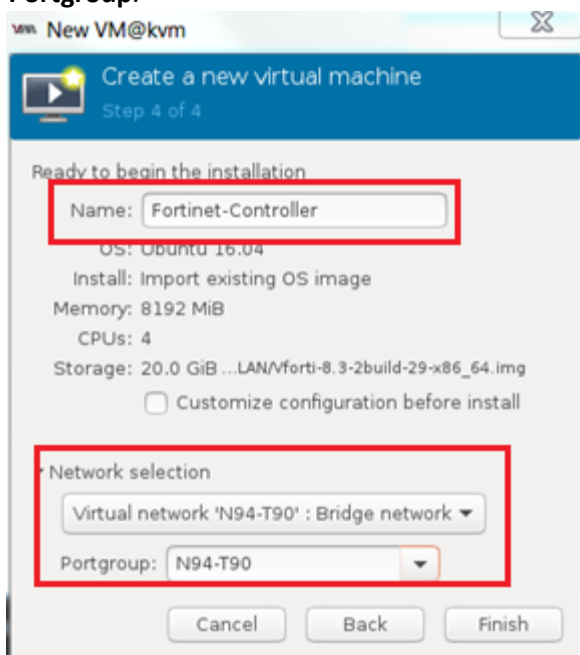 Portgroup.
New VM@kvm
Create a new virtual machine
Step 4 of 4
Ready to begin the installation
Name: Fortinet-Controller
OS: Ubuntu 16.04
Install: Import existing OS image
Memory: 8192 MiB
CPUs: 4
Storage: 20.0 GiB ...LAN/Vforti-8.3-2build-29-x86_64.img
Customize configuration before install
Network selection
Virtual network 'N94-T90' : Bridge network
Portgroup: N94-T90
Cancel Back Finish